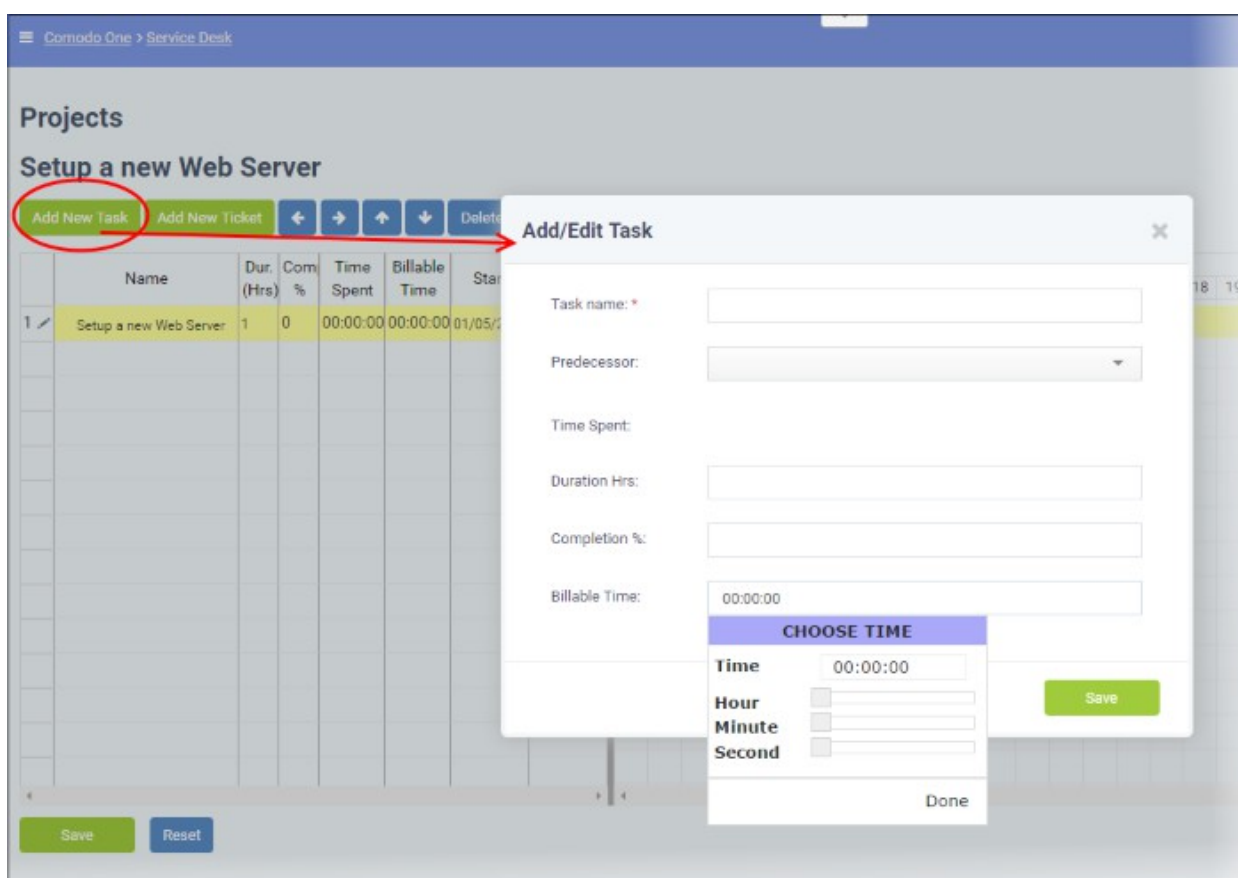 Comodo One > Service Desk
Projects
Setup a new Web Server
Add New Task Add New Ticket Delete
Name Dur. (Hrs) Com % Time Spent Billable Time Star
18 19
1 Setup a new Web Server 1 0 00:00:00 00:00:00 01/05/2
Add/Edit Task
Task name: *
Predecessor:
Time Spent:
Duration Hrs:
Completion %:
Billable Time: 00:00:00
CHOOSE TIME
Time 00:00:00
Hour
Minute
Second
Done
Save
Save Reset